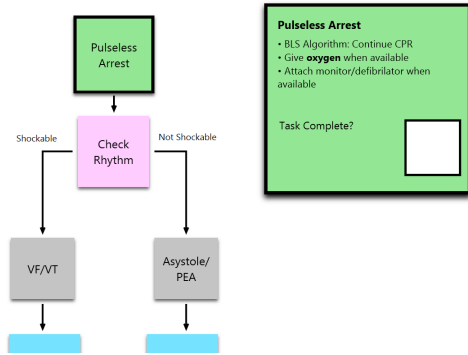 Pulseless
Arrest
Shockable
Not Shockable
Check
Rhythm
VF/VT
Asystole/
PEA
Pulseless Arrest
• BLS Algorithm: Continue CPR
• Give oxygen when available
• Attach monitor/defibrilator when
available
Task Complete?